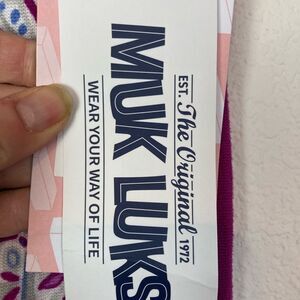 EST. The Original 1972
MUK LUKS
WEAR YOUR WAY OF LIFE